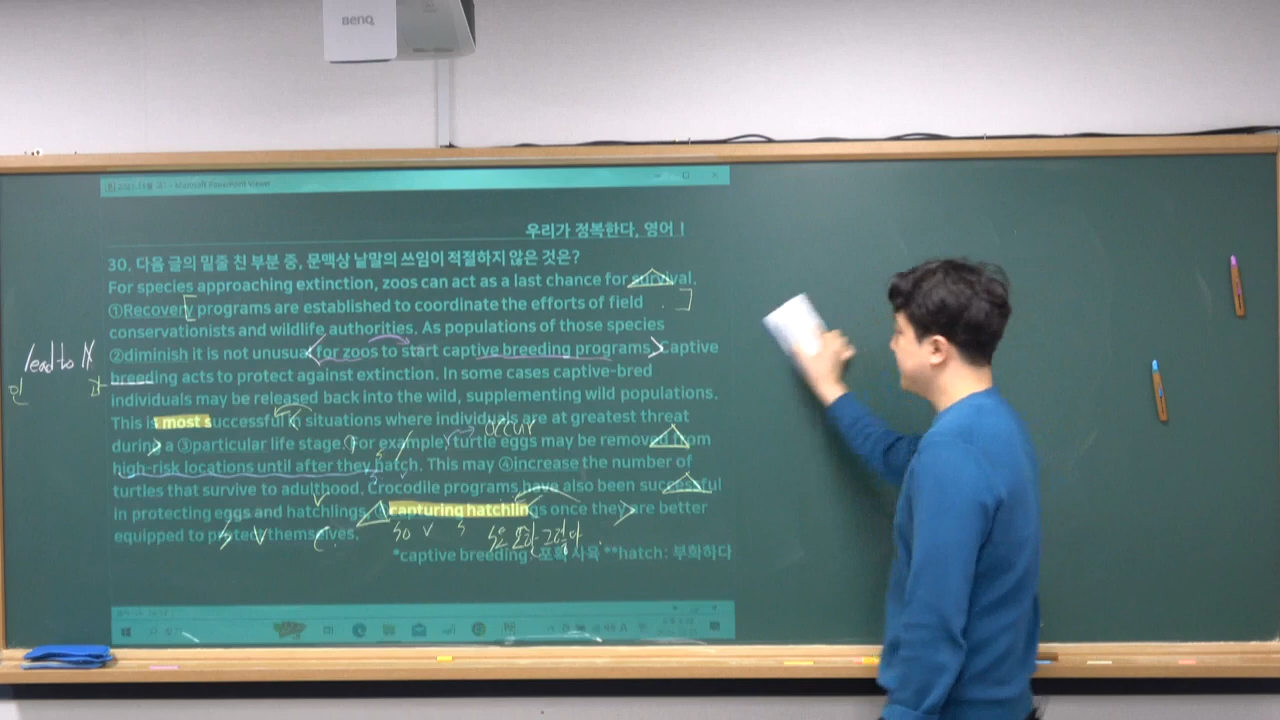 BenQ
우리가 정복한다, 영어 !
30. 다음 글의 밑줄 친 부분 중, 문맥상 낱말의 쓰임이 적절하지 않은 것은?
For species approaching extinction, zoos can act as a last chance for survival.
①Recovery programs are established to coordinate the efforts of field
conservationists and wildlife authorities. As populations of those species
②diminish it is not unusual for zoos to start captive breeding programs. Captive
breeding acts to protect against extinction. In some cases captive-bred
individuals may be released back into the wild, supplementing wild populations.
This is most successful in situations where individuals are at greatest threat
during a ③particular life stage. For example, turtle eggs may be removed from
high-risk locations until after they hatch. This may ④increase the number of
turtles that survive to adulthood. Crocodile programs have also been successful
in protecting eggs and hatchlings, capturing hatchlings once they are better
equipped to protect themselves.
*captive breeding: 포획 사육 **hatch: 부화하다
lead to
occur
so v s